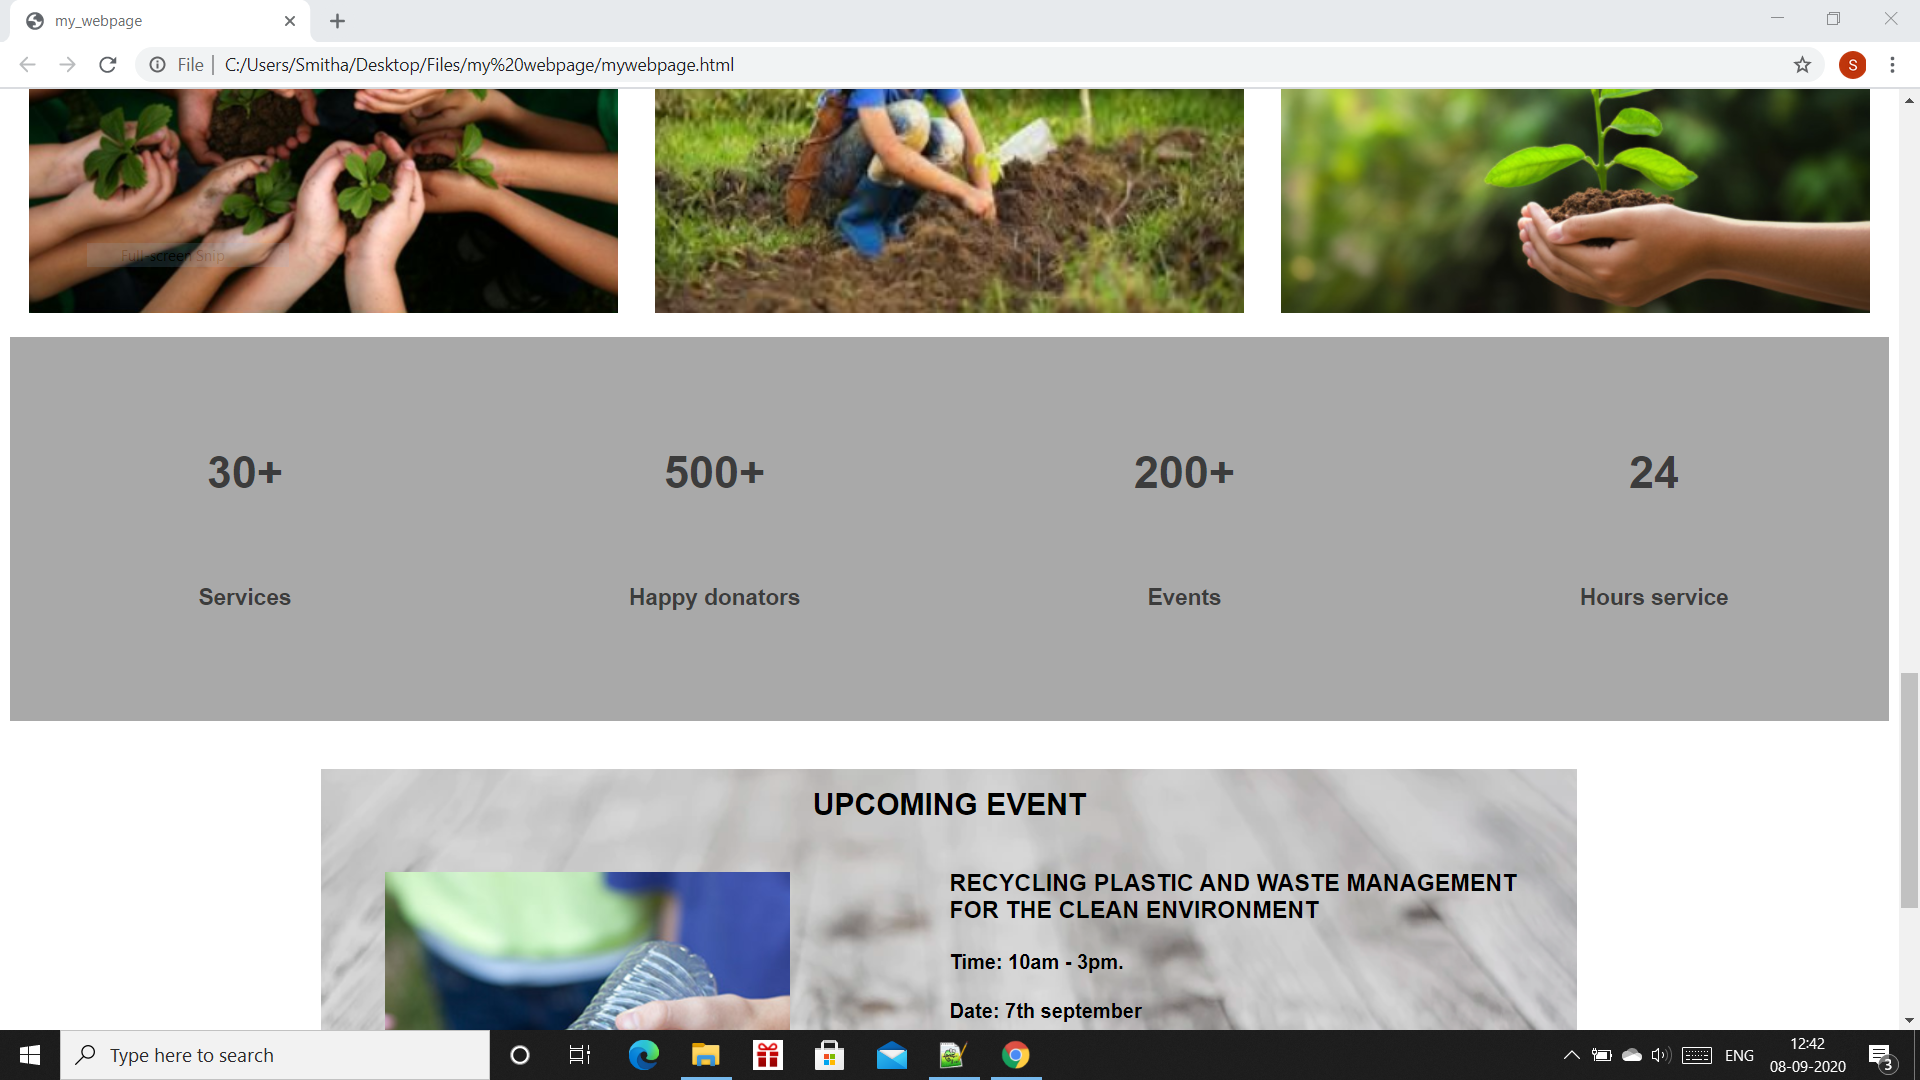 my_webpage
File
C:/Users/Smitha/Desktop/Files/my%20webpage/mywebpage.html
S
Full-screen Snip
30+ 500+ 200+ 24
Services Happy donators Events Hours service
UPCOMING EVENT
RECYCLING PLASTIC AND WASTE MANAGEMENT
FOR THE CLEAN ENVIRONMENT
Time: 10am - 3pm.
Date: 7th september
Type here to search
ENG
12:42
08-09-2020
3